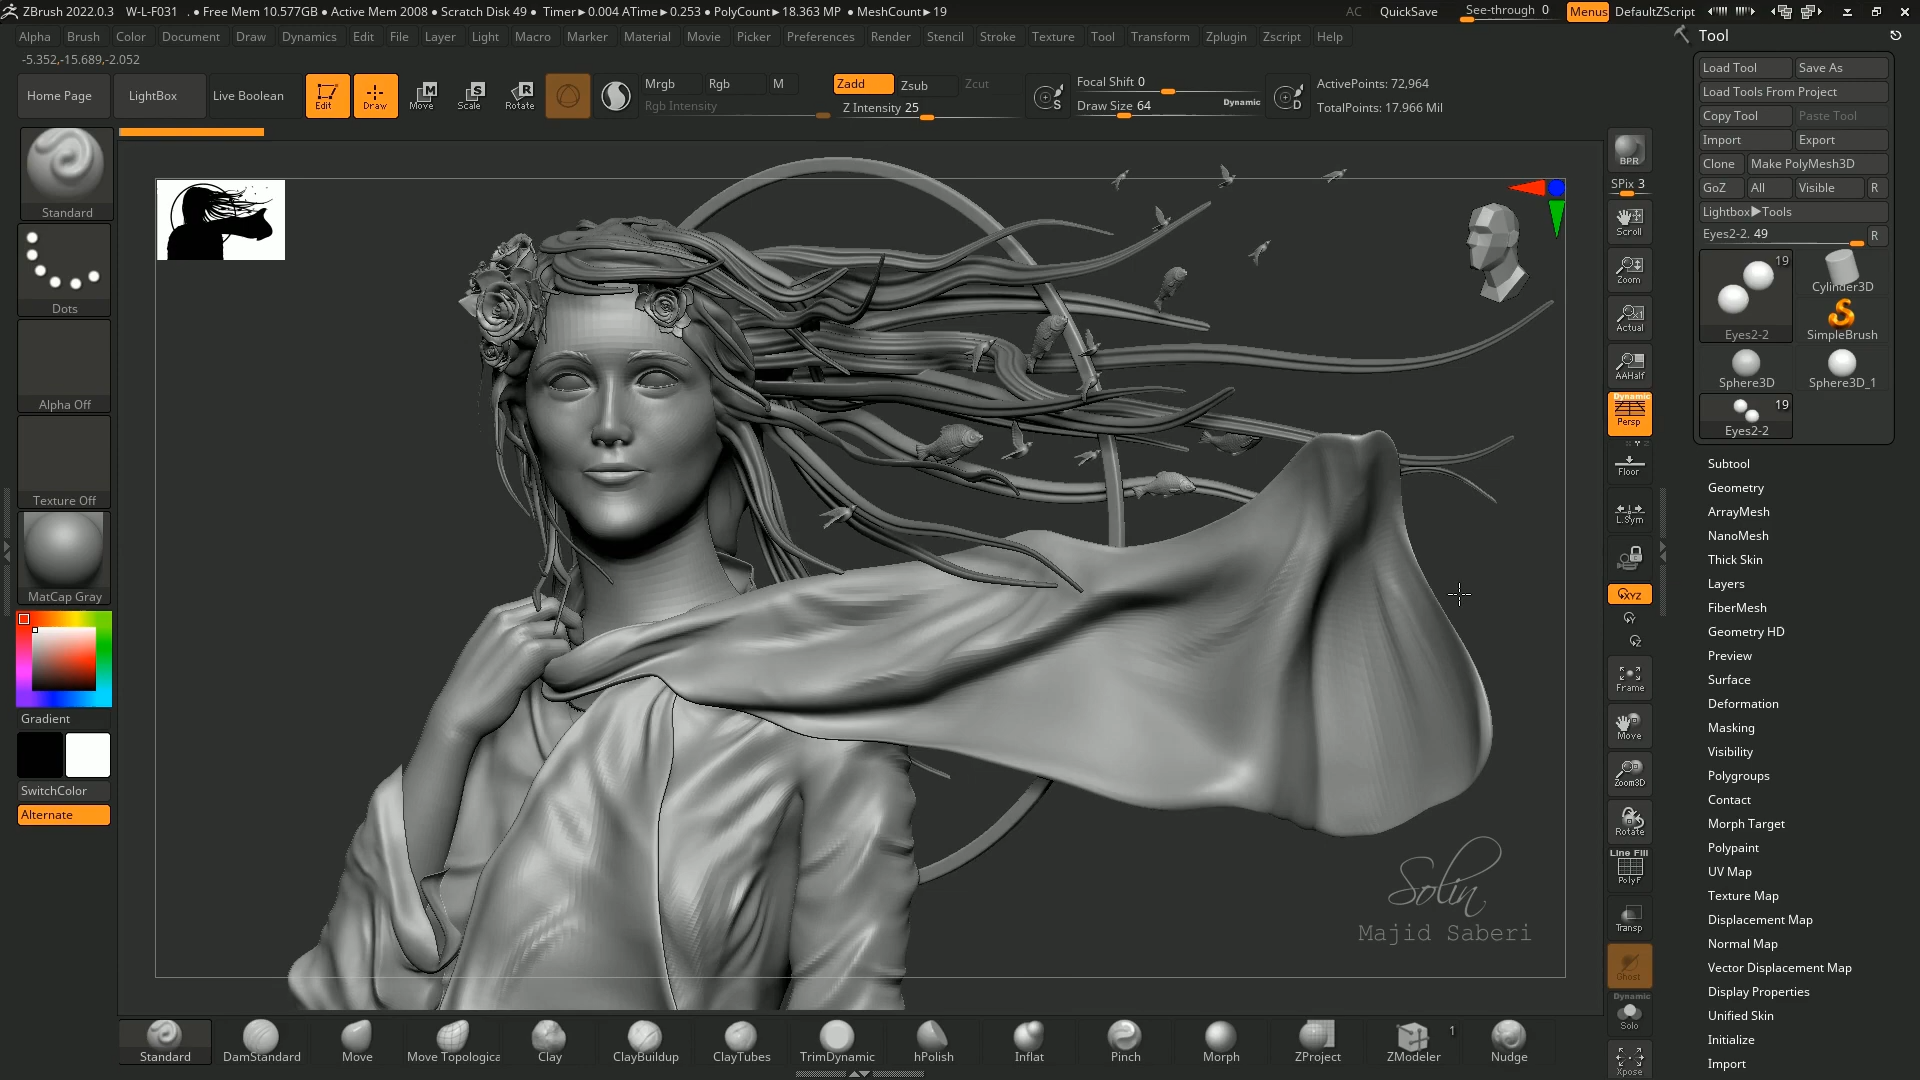 ZBrush 2022.0.3 W-L-F031 . ● Free Mem 10.577GB ● Active Mem 2008 ● Scratch Disk 49 ● Timer►0.004 ATime►0.253 ● PolyCount►18.363 MP ● MeshCount►19 AC QuickSave See-through 0 Menus DefaultZScript
Alpha Brush Color Document Draw Dynamics Edit File Layer Light Macro Marker Material Movie Picker Preferences Render Stencil Stroke Texture Tool Transform Zplugin Zscript Help
-5.352,-15.689,-2.052
Home Page LightBox Live Boolean Edit Draw Move Scale Rotate
Mrgb Rgb M
Rgb Intensity
Zadd Zsub Zcut
Z Intensity 25
S
Focal Shift 0
Draw Size 64 Dynamic
D
ActivePoints: 72,964
TotalPoints: 17.966 Mil
Standard
Dots
Alpha Off
Texture Off
MatCap Gray
Gradient
SwitchColor
Alternate
Solin
Majid Saberi
BPR
SPix 3
Scroll
Zoom
Actual
AAHalf
Dynamic
Persp
Floor
L.Sym
XYZ
Y
Z
Frame
Move
Zoom3D
Rotate
Line Fill
PolyF
Transp
Ghost
Dynamic
Solo
Xpose
Tool
Load Tool Save As
Load Tools From Project
Copy Tool Paste Tool
Import Export
Clone Make PolyMesh3D
GoZ All Visible R
Lightbox►Tools
Eyes2-2. 49 R
19
Eyes2-2
Cylinder3D
SimpleBrush
Sphere3D Sphere3D_1
19
Eyes2-2
Subtool
Geometry
ArrayMesh
NanoMesh
Thick Skin
Layers
FiberMesh
Geometry HD
Preview
Surface
Deformation
Masking
Visibility
Polygroups
Contact
Morph Target
Polypaint
UV Map
Texture Map
Displacement Map
Normal Map
Vector Displacement Map
Display Properties
Unified Skin
Initialize
Import
Standard DamStandard Move Move Topologica Clay ClayBuildup ClayTubes TrimDynamic hPolish Inflat Pinch Morph ZProject 1 ZModeler Nudge